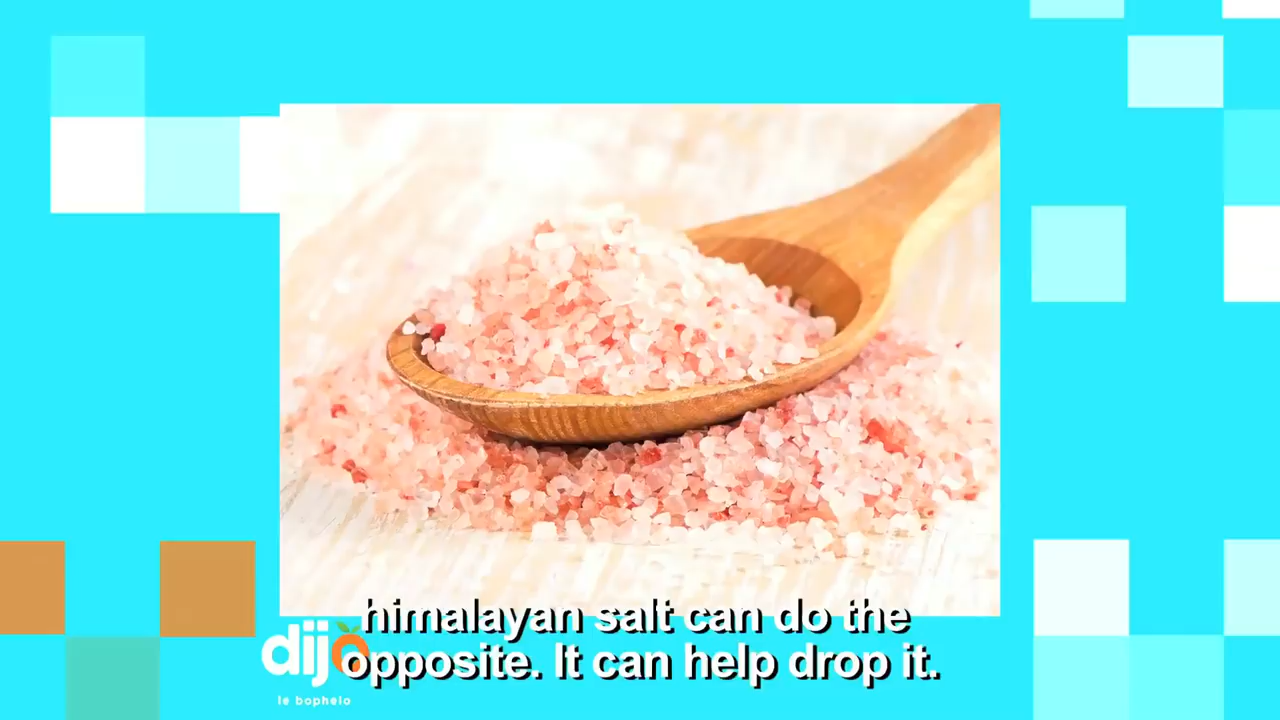 himalayan salt can do the
opposite. It can help drop it.
dijo
le bophelo